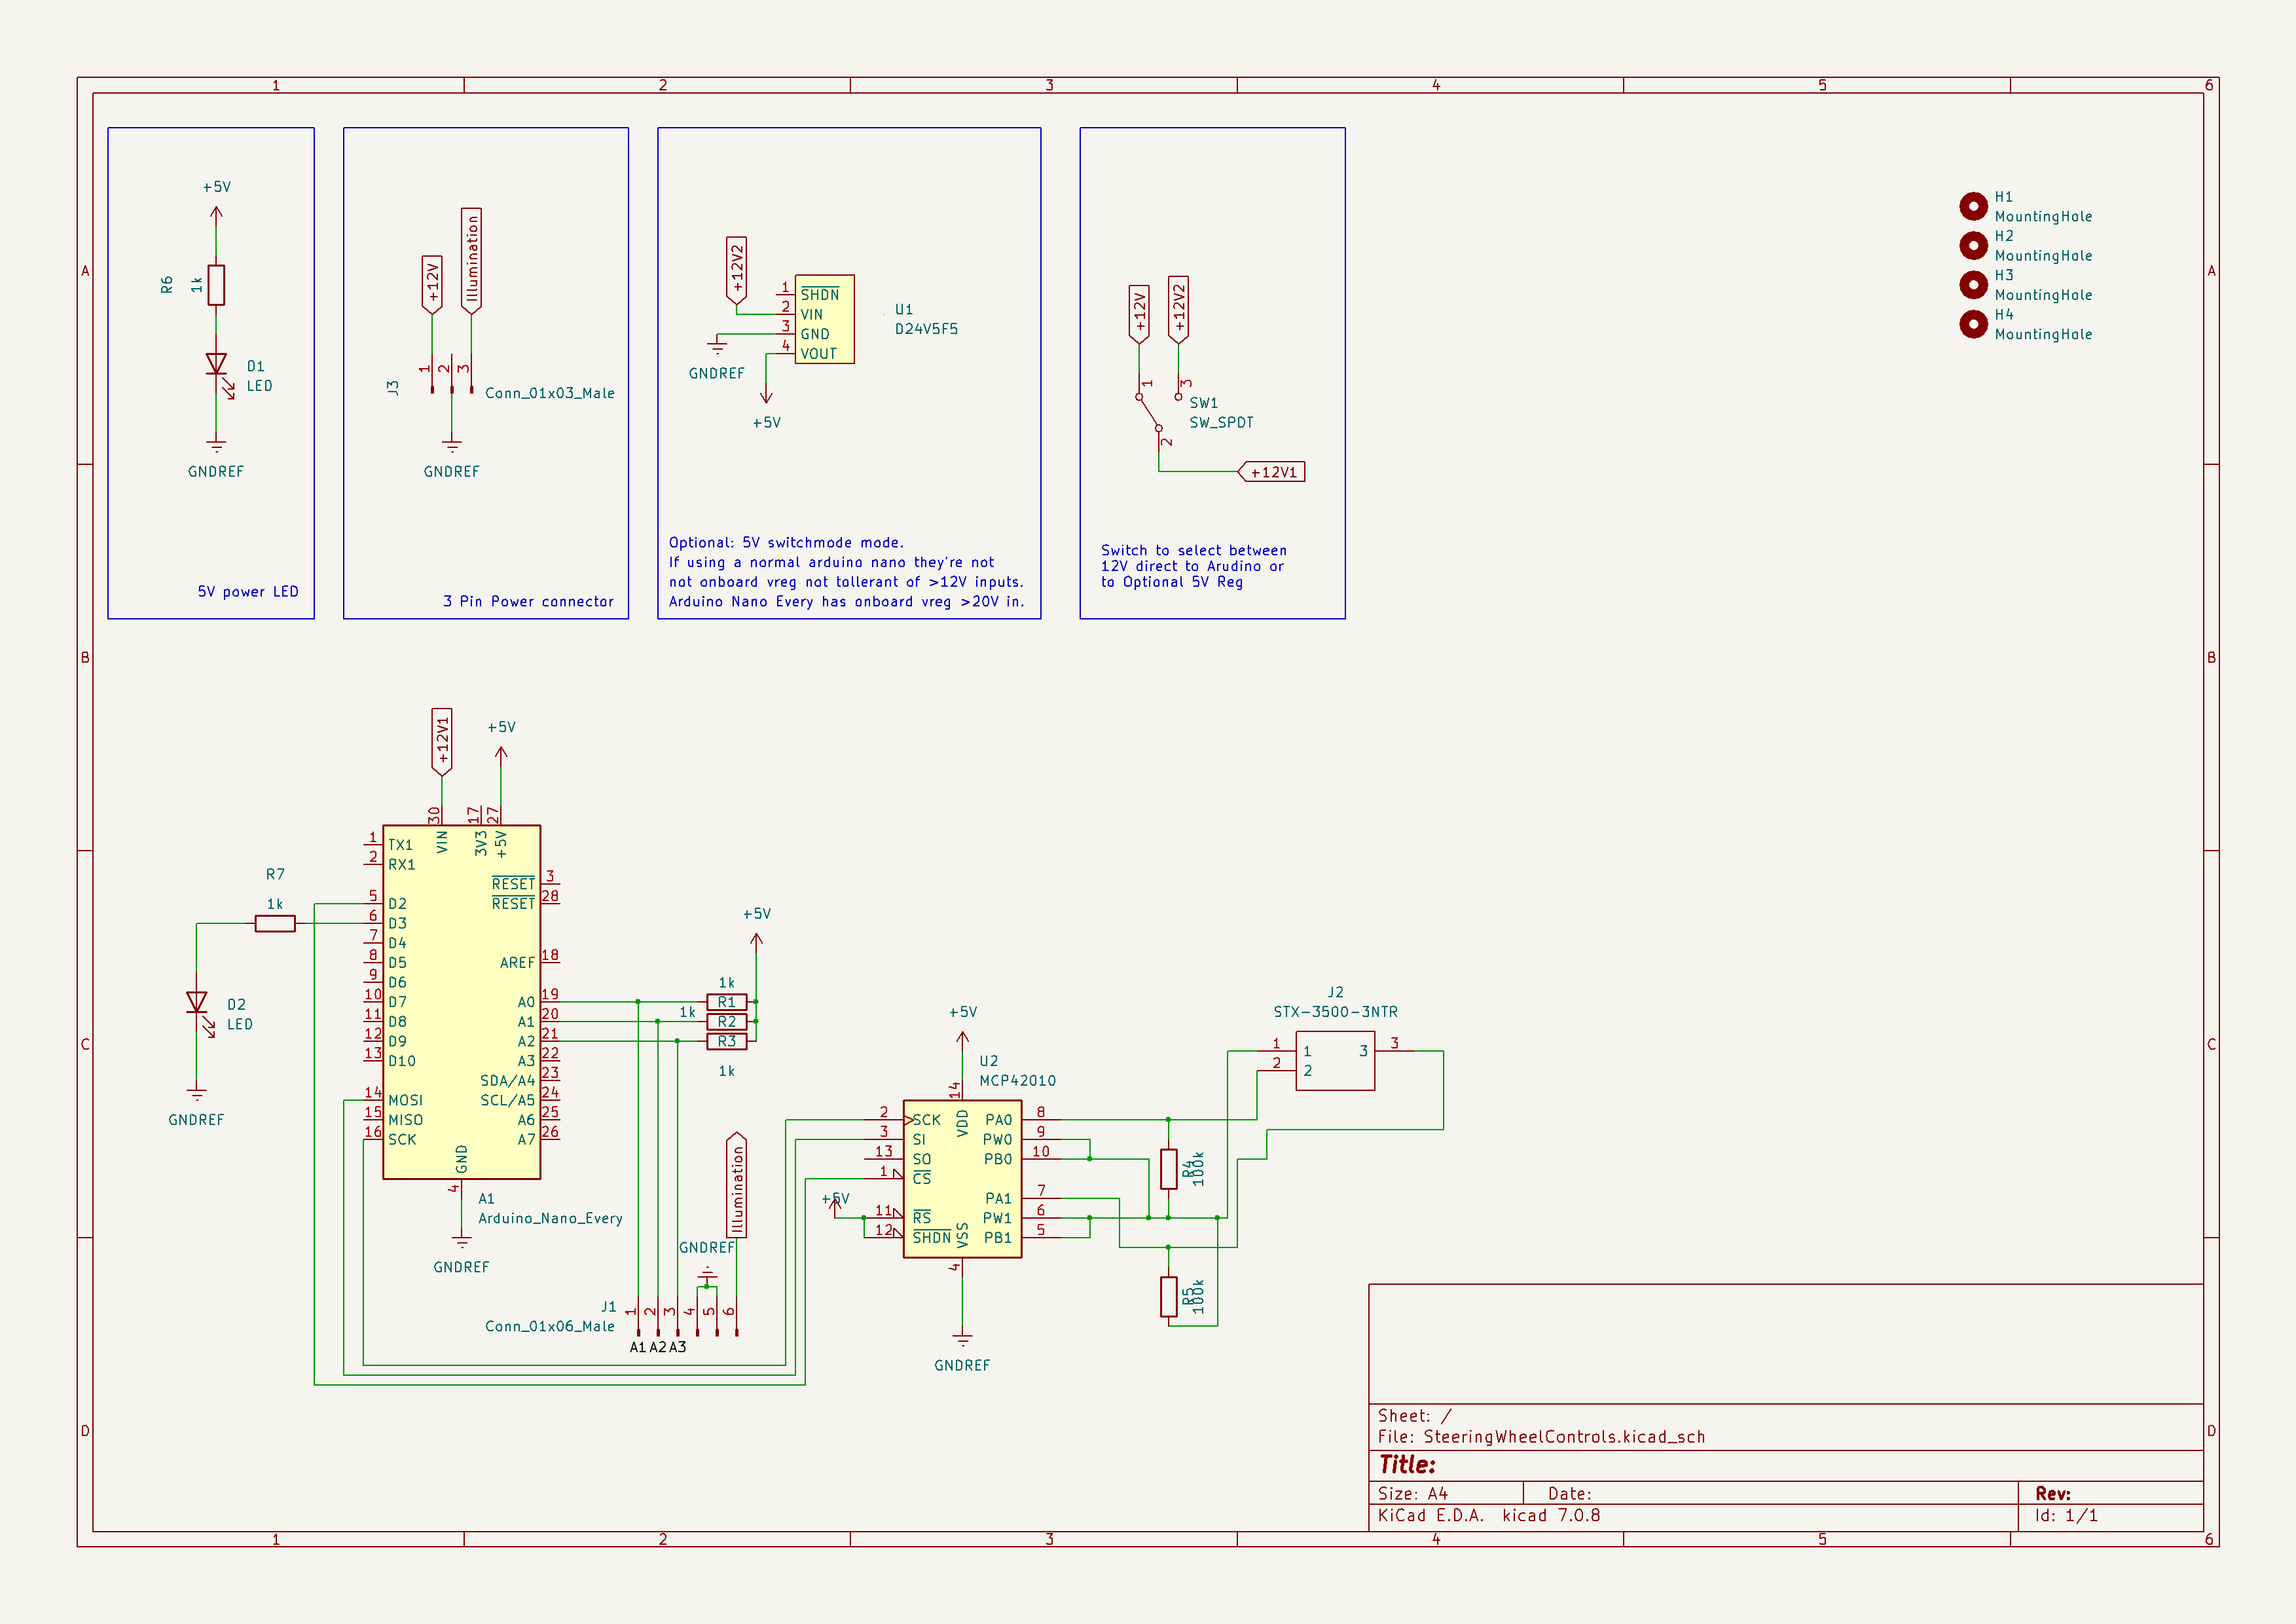 1 2 3 4 5 6
A
B
C
D
A
B
C
D
1 2 3 4 5 6
+5V
R6
1k
D1
LED
GNDREF
5V power LED
+12V
Illumination
1
2
3
J3
Conn_01x03_Male
GNDREF
3 Pin Power connector
+12V2
1 SHDN
2 VIN
3 GND
4 VOUT
U1
D24V5F5
GNDREF
+5V
Optional: 5V switchmode mode.
If using a normal arduino nano they're not
not onboard vreg not tollerant of >12V inputs.
Arduino Nano Every has onboard vreg >20V in.
+12V
+12V2
1
3
SW1
SW_SPDT
2
+12V1
Switch to select between
12V direct to Arudino or
to Optional 5V Reg
H1
MountingHole
H2
MountingHole
H3
MountingHole
H4
MountingHole
+12V1
+5V
30 17 27
VIN 3V3 +5V
1 TX1
2 RX1
5 D2
6 D3
7 D4
8 D5
9 D6
10 D7
11 D8
12 D9
13 D10
14 MOSI
15 MISO
16 SCK
RESET 3
RESET 28
AREF 18
A0 19
A1 20
A2 21
A3 22
SDA/A4 23
SCL/A5 24
A6 25
A7 26
GND
4
A1
Arduino_Nano_Every
GNDREF
R7
1k
D2
LED
GNDREF
+5V
1k
R1
1k
R2
R3
1k
Illumination
GNDREF
J1
Conn_01x06_Male
1 2 3 4 5 6
A1 A2 A3
+5V
U2
MCP42010
14
VDD
2 SCK
3 SI
13 SO
1 CS
+5V
11 RS
12 SHDN
PA0 8
PW0 9
PB0 10
PA1 7
PW1 6
PB1 5
VSS
4
GNDREF
R4
100k
R5
100k
J2
STX-3500-3NTR
1 1 3 3
2 2
Sheet: /
File: SteeringWheelControls.kicad_sch
Title:
Size: A4 Date: Rev:
KiCad E.D.A. kicad 7.0.8 Id: 1/1